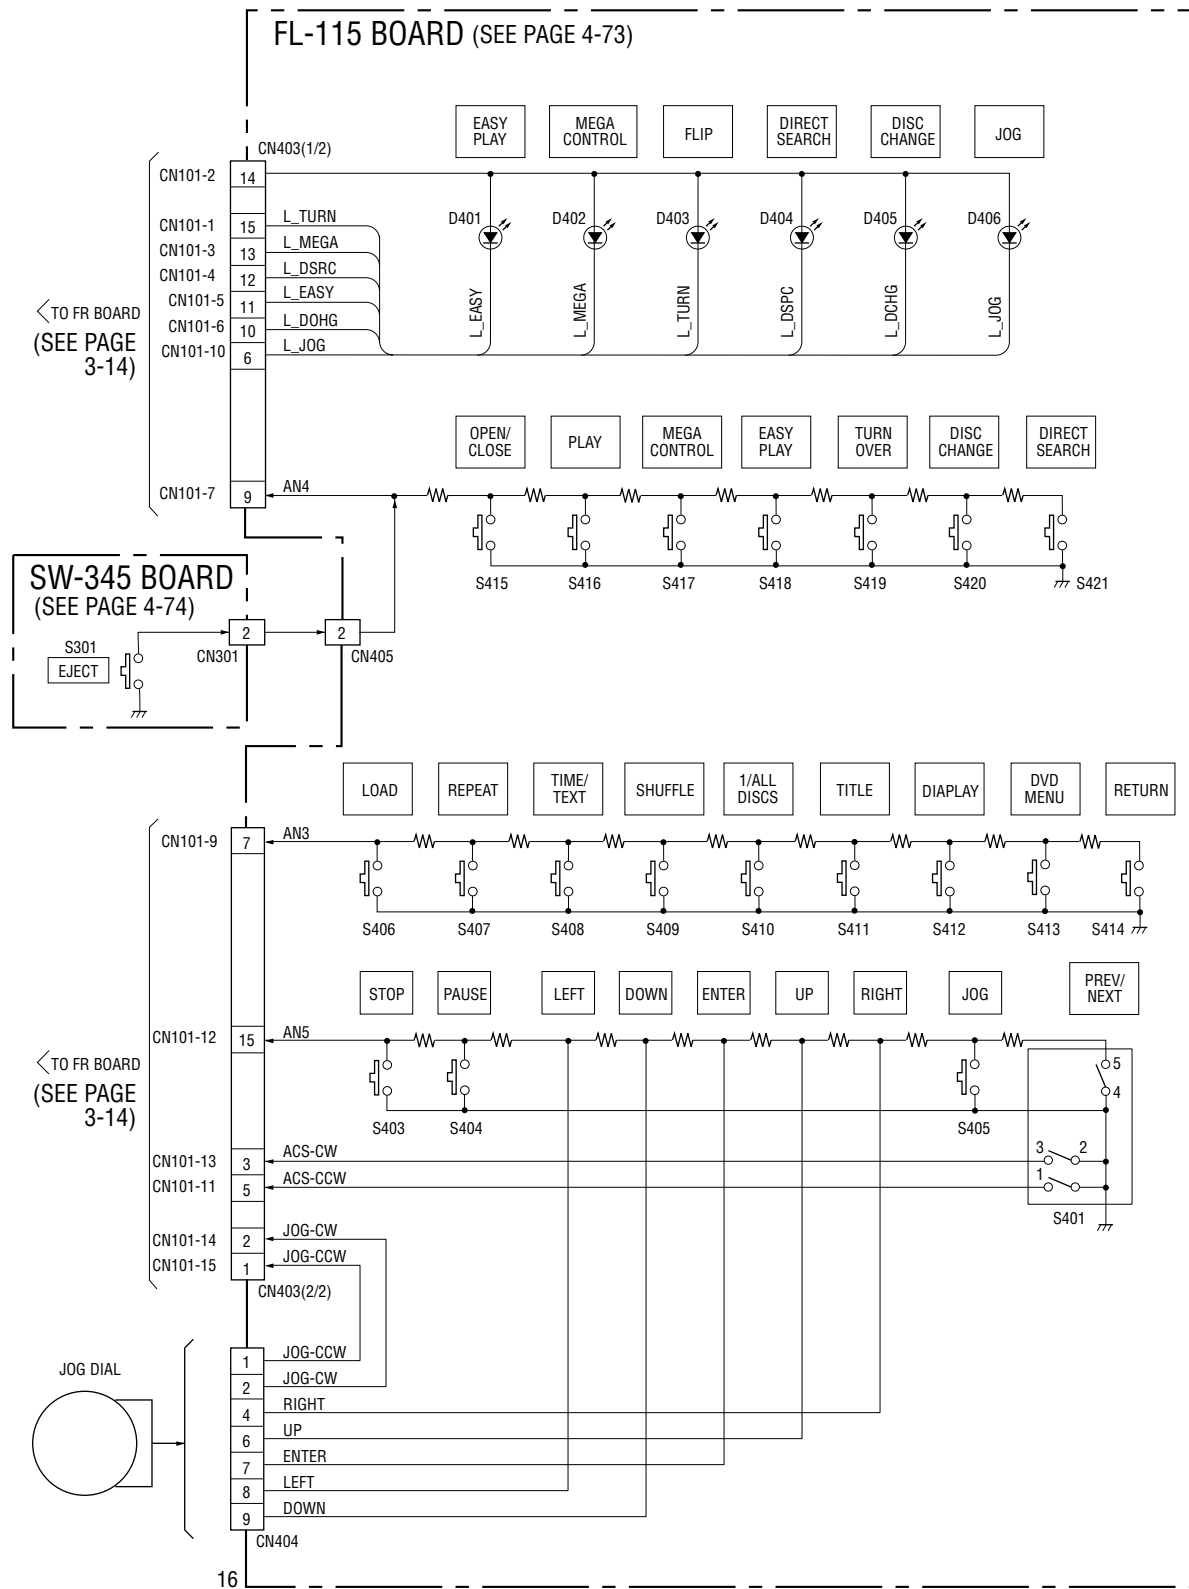 FL-115 BOARD (SEE PAGE 4-73)
EASY
PLAY
MEGA
CONTROL
FLIP
DIRECT
SEARCH
DISC
CHANGE
JOG
CN403(1/2)
CN101-2 14
CN101-1 15 L_TURN
CN101-3 13 L_MEGA
CN101-4 12 L_DSRC
CN101-5 11 L_EASY
CN101-6 10 L_DOHG
CN101-10 6 L_JOG
TO FR BOARD
(SEE PAGE
3-14)
D401 D402 D403 D404 D405 D406
L_EASY
L_MEGA
L_TURN
L_DSPC
L_DCHG
L_JOG
OPEN/
CLOSE
PLAY
MEGA
CONTROL
EASY
PLAY
TURN
OVER
DISC
CHANGE
DIRECT
SEARCH
CN101-7 9 AN4
S415 S416 S417 S418 S419 S420 S421
SW-345 BOARD
(SEE PAGE 4-74)
S301
EJECT
2
CN301
2
CN405
LOAD
REPEAT
TIME/
TEXT
SHUFFLE
1/ALL
DISCS
TITLE
DIAPLAY
DVD
MENU
RETURN
CN101-9 7 AN3
S406 S407 S408 S409 S410 S411 S412 S413 S414
STOP
PAUSE
LEFT
DOWN
ENTER
UP
RIGHT
JOG
PREV/
NEXT
CN101-12 15 AN5
TO FR BOARD
(SEE PAGE
3-14)
5
4
S403 S404 S405
CN101-13 3 ACS-CW
3 2
CN101-11 5 ACS-CCW
1
S401
CN101-14 2 JOG-CW
CN101-15 1 JOG-CCW
CN403(2/2)
JOG DIAL
1 JOG-CCW
2 JOG-CW
4 RIGHT
6 UP
7 ENTER
8 LEFT
9 DOWN
CN404
16